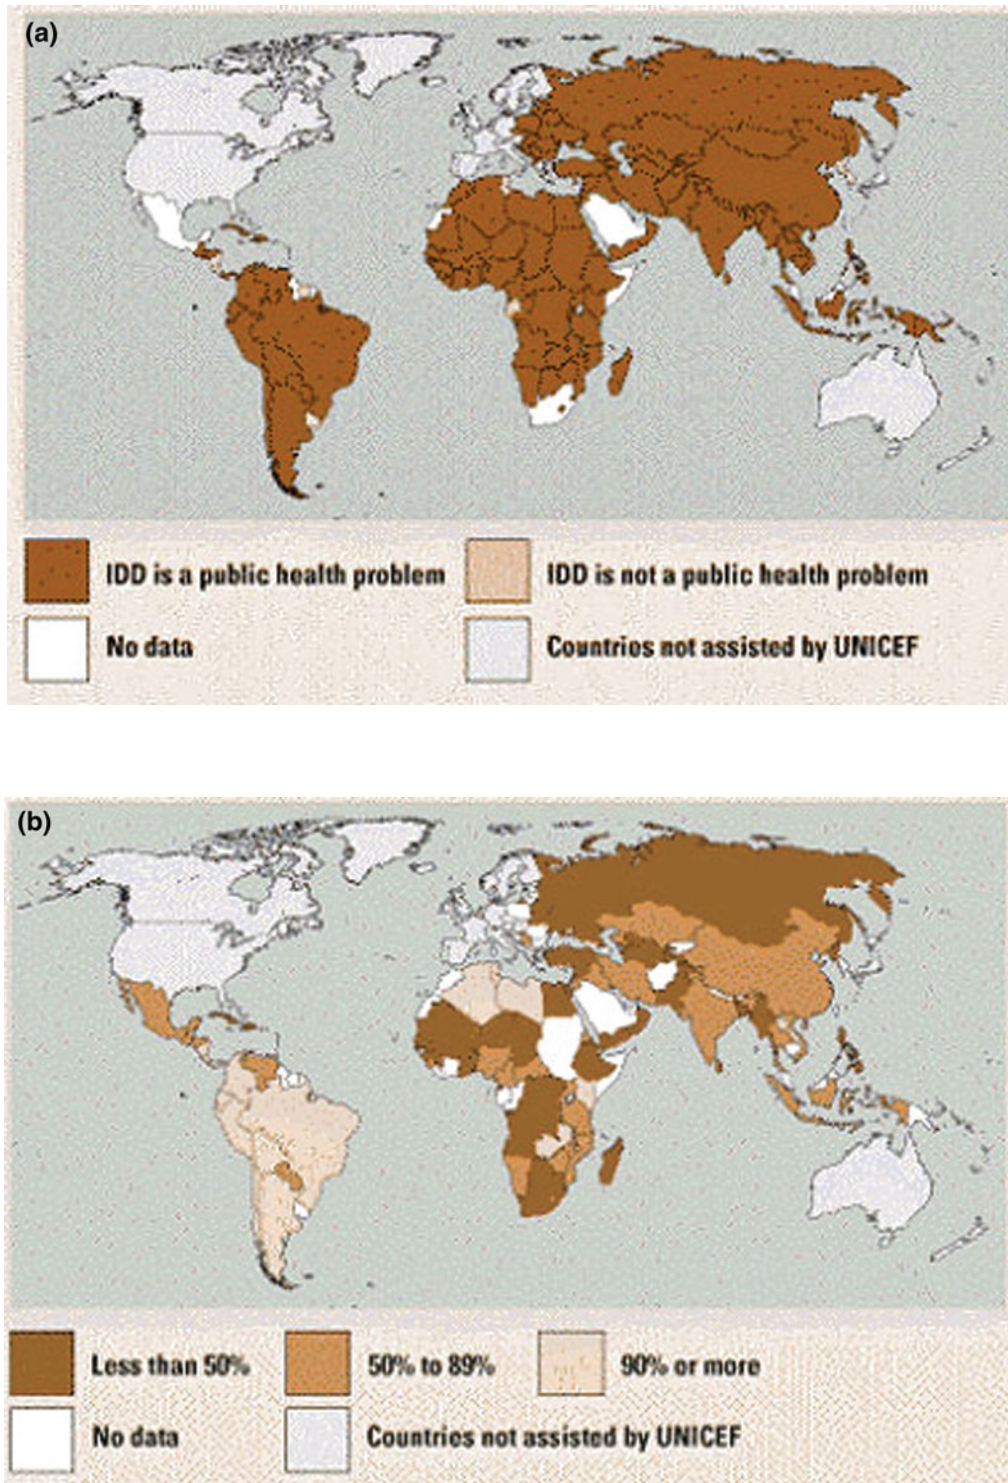 (a)
IDD is a public health problem
IDD is not a public health problem
No data
Countries not assisted by UNICEF
(b)
Less than 50%
50% to 89%
90% or more
No data
Countries not assisted by UNICEF